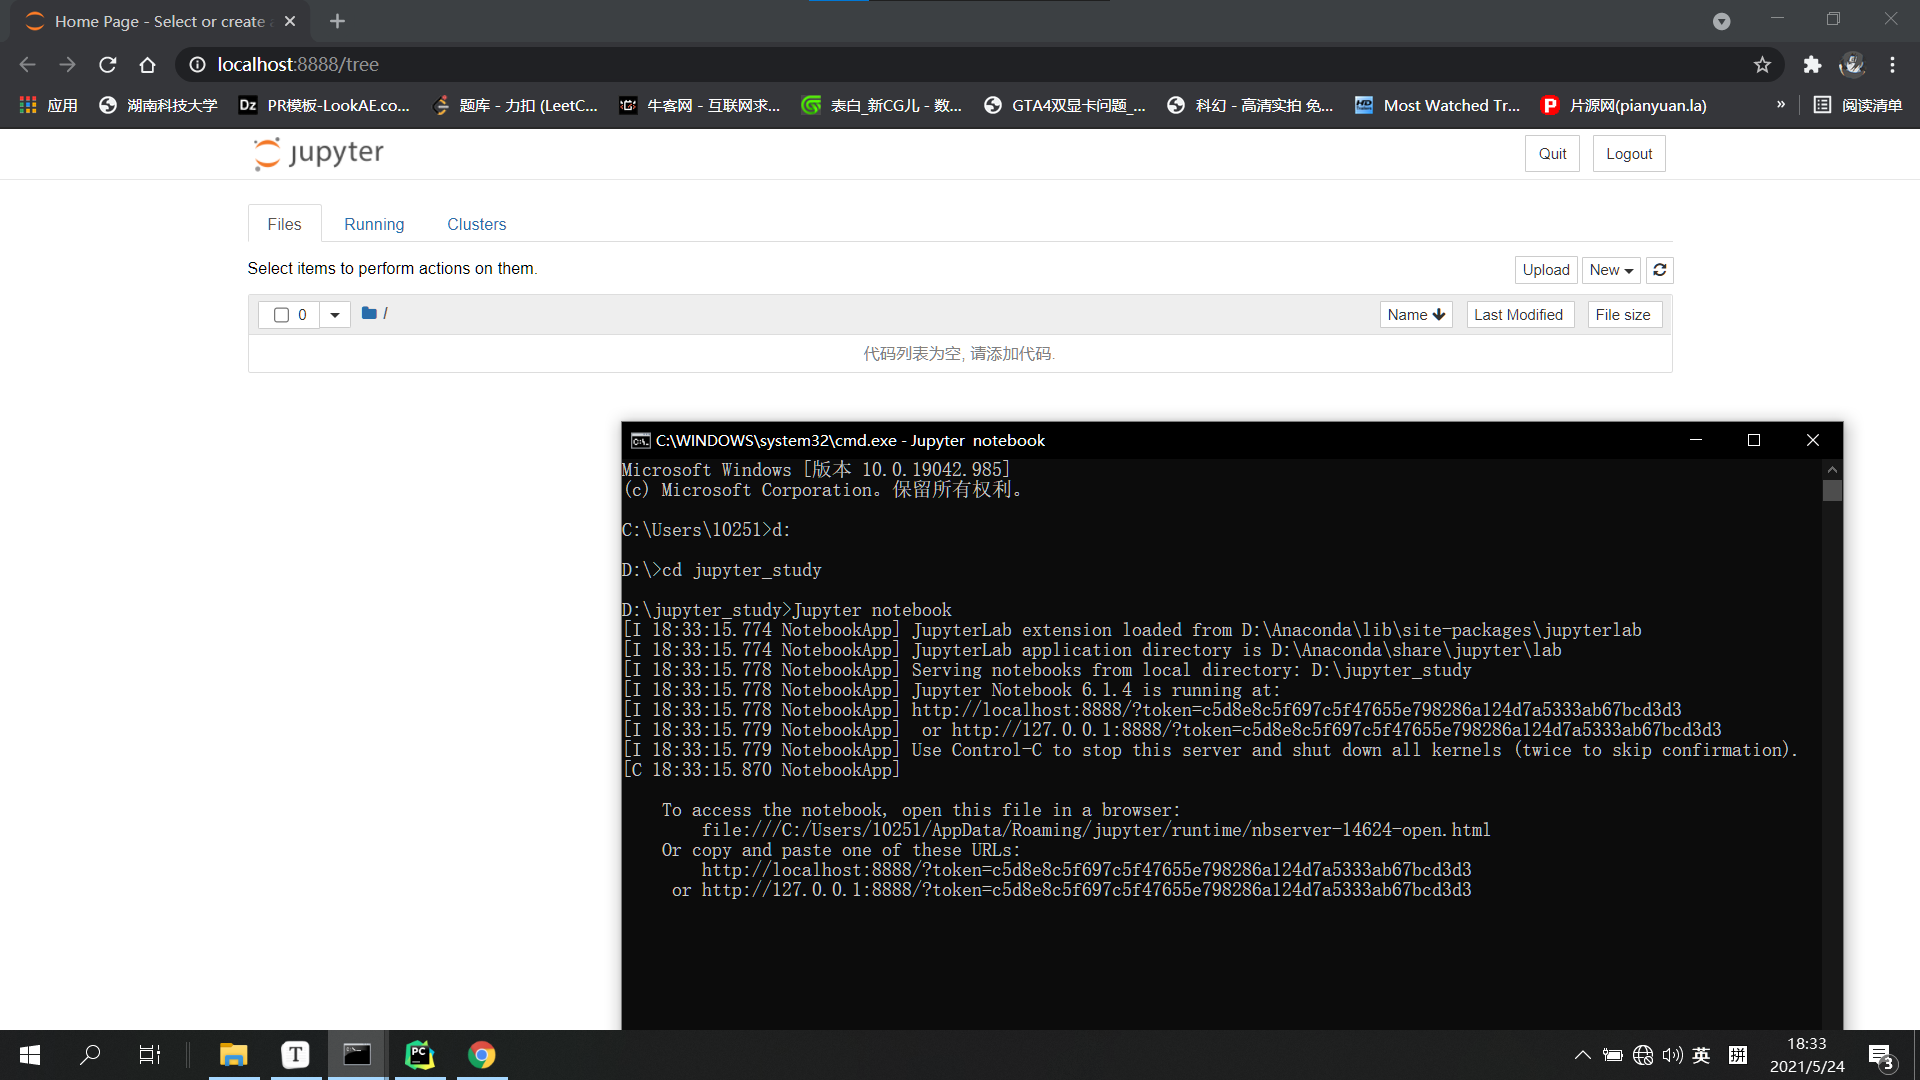 Home Page - Select or create a
localhost:8888/tree
应用
湖南科技大学
Dz
PR模板-LookAE.co...
题库 - 力扣 (LeetC...
牛客网 - 互联网求...
表白_新CG儿 - 数...
GTA4双显卡问题_...
科幻 - 高清实拍 免...
HD
Most Watched Tr...
P
片源网(pianyuan.la)
»
阅读清单
jupyter
Quit
Logout
Files
Running
Clusters
Select items to perform actions on them.
Upload
New
0
/
Name
Last Modified
File size
代码列表为空, 请添加代码.
C:\WINDOWS\system32\cmd.exe - Jupyter  notebook
Microsoft Windows [版本 10.0.19042.985]
(c) Microsoft Corporation。保留所有权利。
C:\Users\10251>d:
D:\>cd jupyter_study
D:\jupyter_study>Jupyter notebook
[I 18:33:15.774 NotebookApp] JupyterLab extension loaded from D:\Anaconda\lib\site-packages\jupyterlab
[I 18:33:15.774 NotebookApp] JupyterLab application directory is D:\Anaconda\share\jupyter\lab
[I 18:33:15.778 NotebookApp] Serving notebooks from local directory: D:\jupyter_study
[I 18:33:15.778 NotebookApp] Jupyter Notebook 6.1.4 is running at:
[I 18:33:15.778 NotebookApp] http://localhost:8888/?token=c5d8e8c5f697c5f47655e798286a124d7a5333ab67bcd3d3
[I 18:33:15.779 NotebookApp]  or http://127.0.0.1:8888/?token=c5d8e8c5f697c5f47655e798286a124d7a5333ab67bcd3d3
[I 18:33:15.779 NotebookApp] Use Control-C to stop this server and shut down all kernels (twice to skip confirmation).
[C 18:33:15.870 NotebookApp]
To access the notebook, open this file in a browser:
file:///C:/Users/10251/AppData/Roaming/jupyter/runtime/nbserver-14624-open.html
Or copy and paste one of these URLs:
http://localhost:8888/?token=c5d8e8c5f697c5f47655e798286a124d7a5333ab67bcd3d3
or http://127.0.0.1:8888/?token=c5d8e8c5f697c5f47655e798286a124d7a5333ab67bcd3d3
T
PC
英
拼
18:33
2021/5/24
3